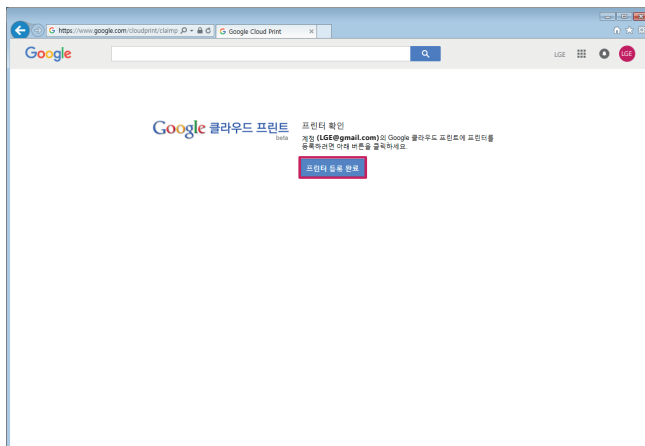 https://www.google.com/cloudprint/claimp
Google Cloud Print
Google
LGE
LGE
Google 클라우드 프린트
beta
프린터 확인
계정 (LGE@gmail.com)의 Google 클라우드 프린트에 프린터를
등록하려면 아래 버튼을 클릭하세요.
프린터 등록 완료